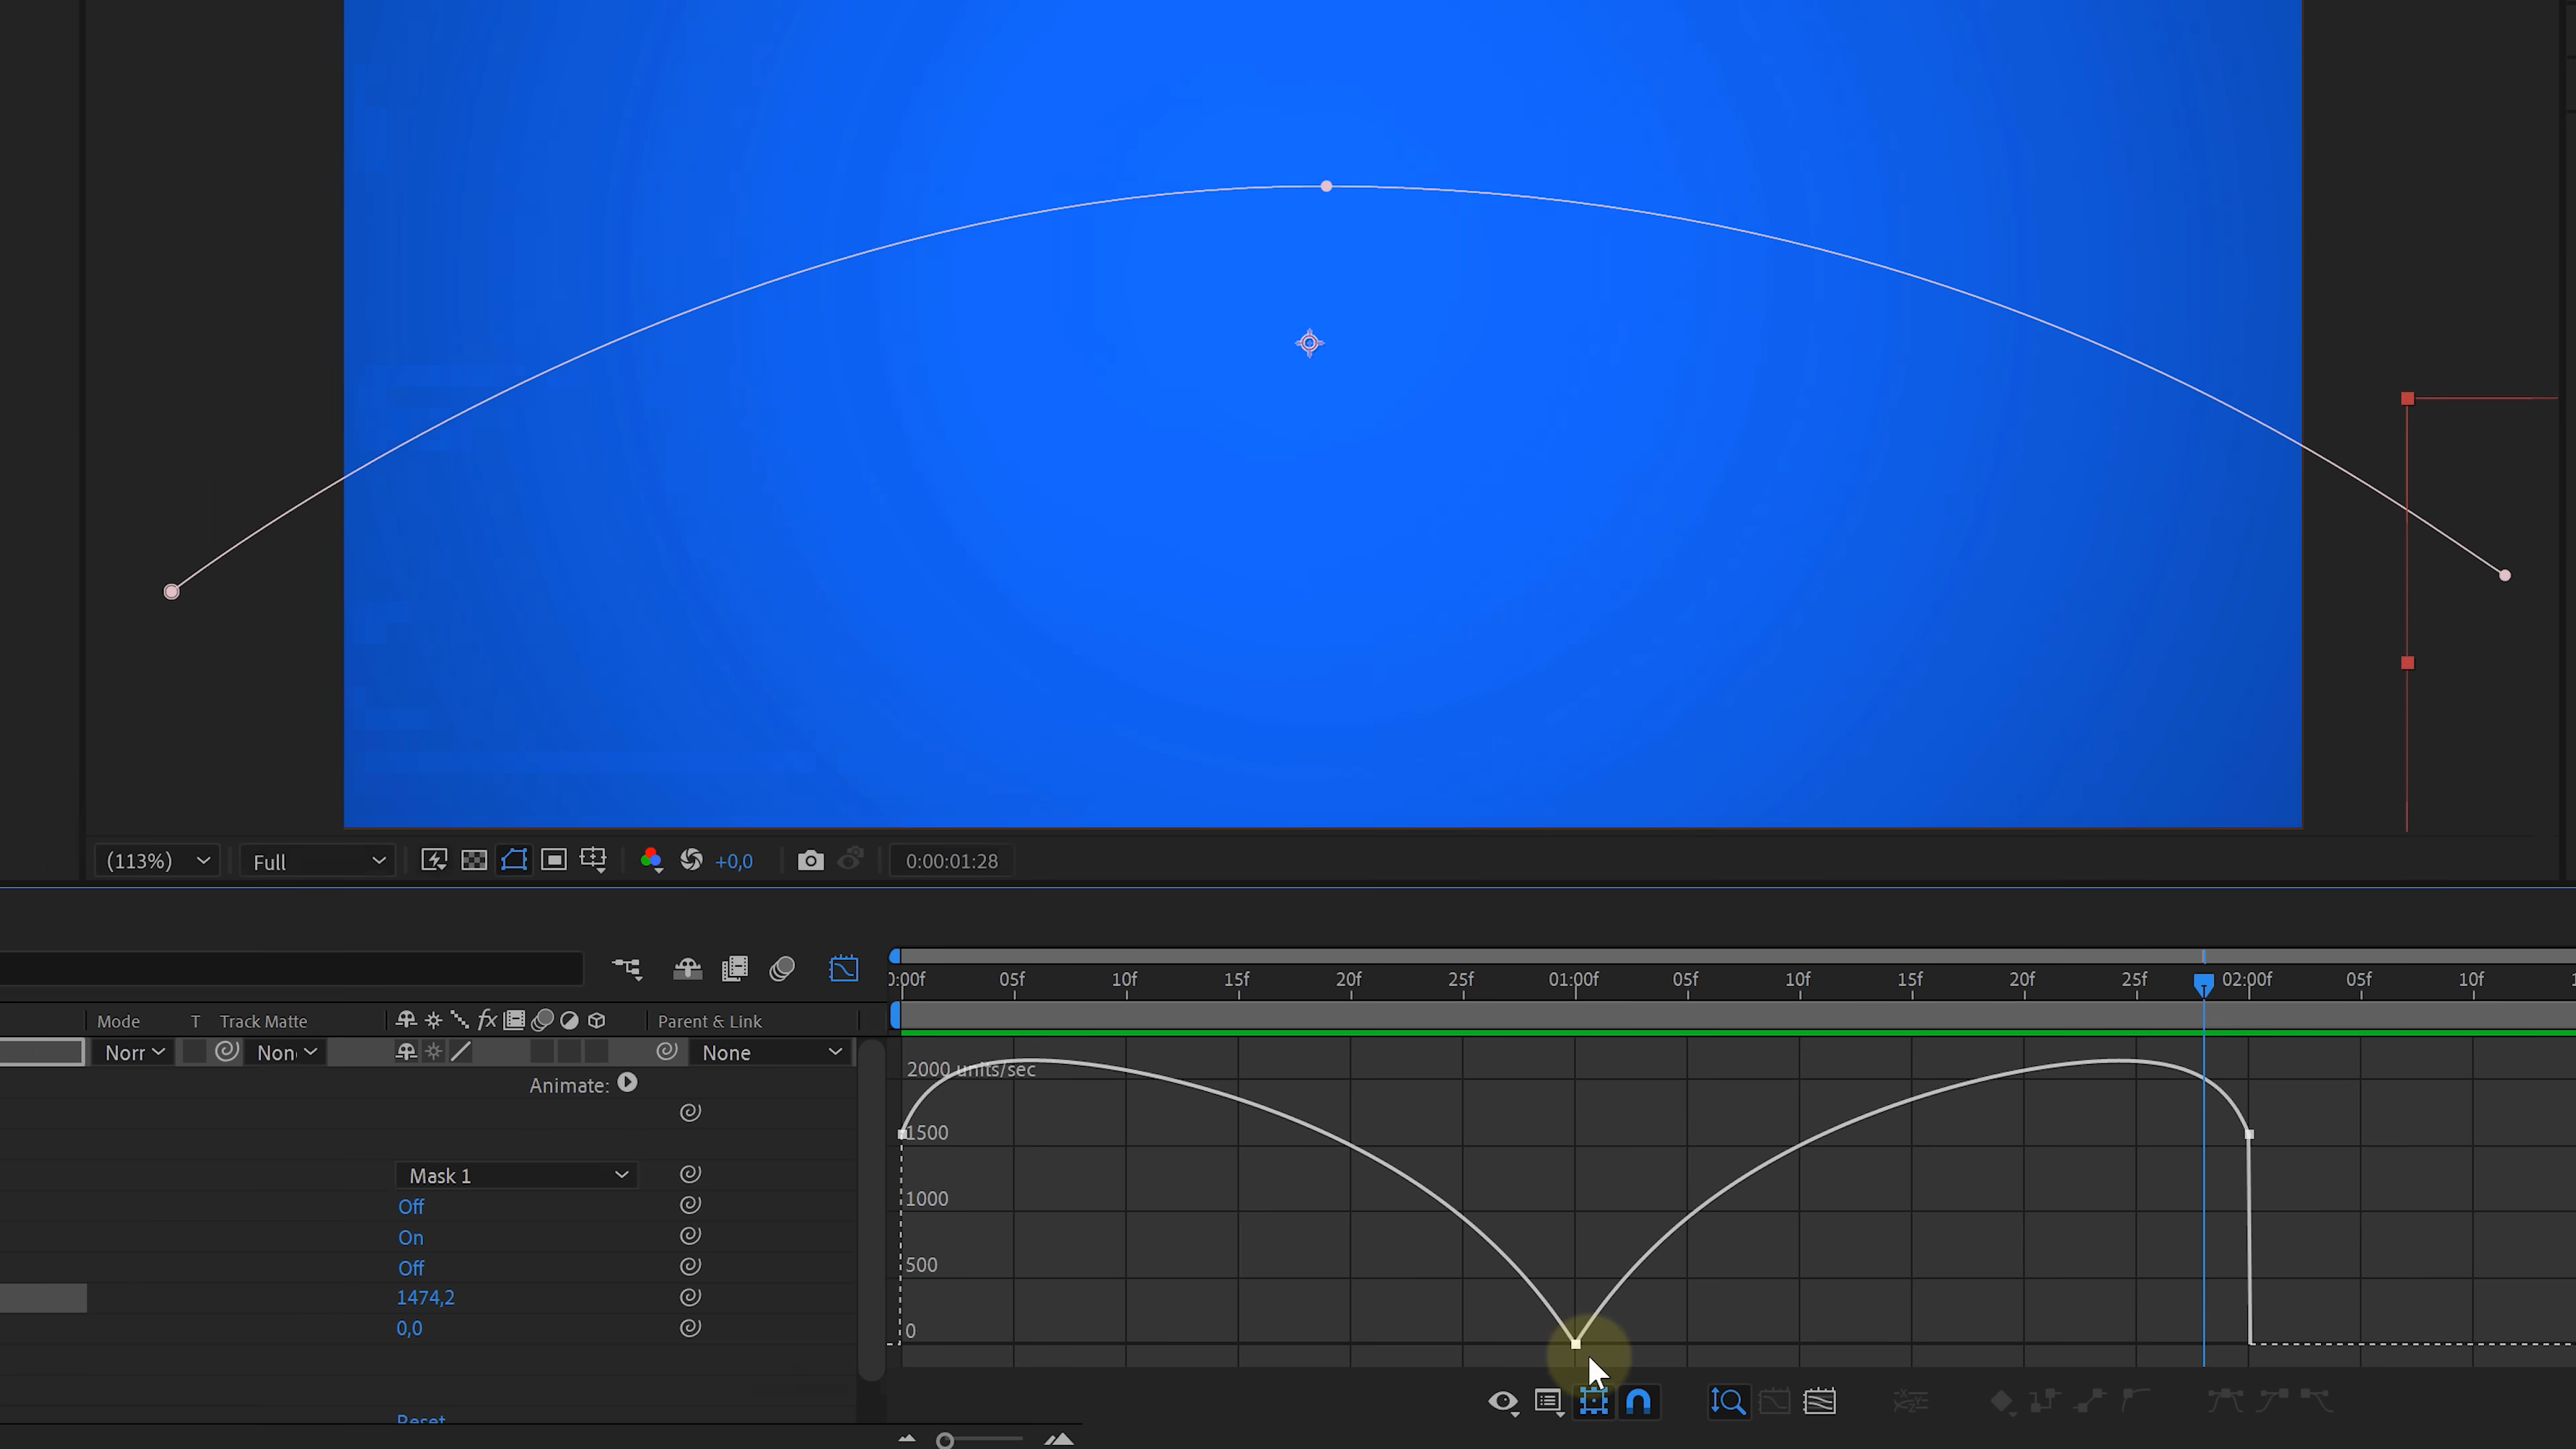 (113%) Full +0,0 0:00:01:28
0:00f 05f 10f 15f 20f 25f 01:00f 05f 10f 15f 20f 25f 02:00f 05f 10f
Mode T Track Matte fx Parent & Link
Norr Non None
Animate:
2000 units/sec
1500
Mask 1
1000
Off
On
500
Off
1474,2
0,0
0
Reset